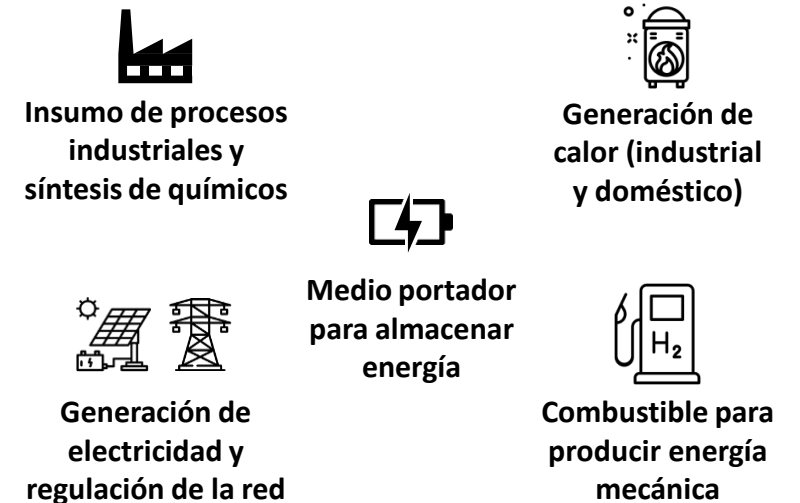 Insumo de procesos
industriales y
síntesis de químicos
Generación de
calor (industrial
y doméstico)
Medio portador
para almacenar
energía
Generación de
electricidad y
regulación de la red
H₂
Combustible para
producir energía
mecánica